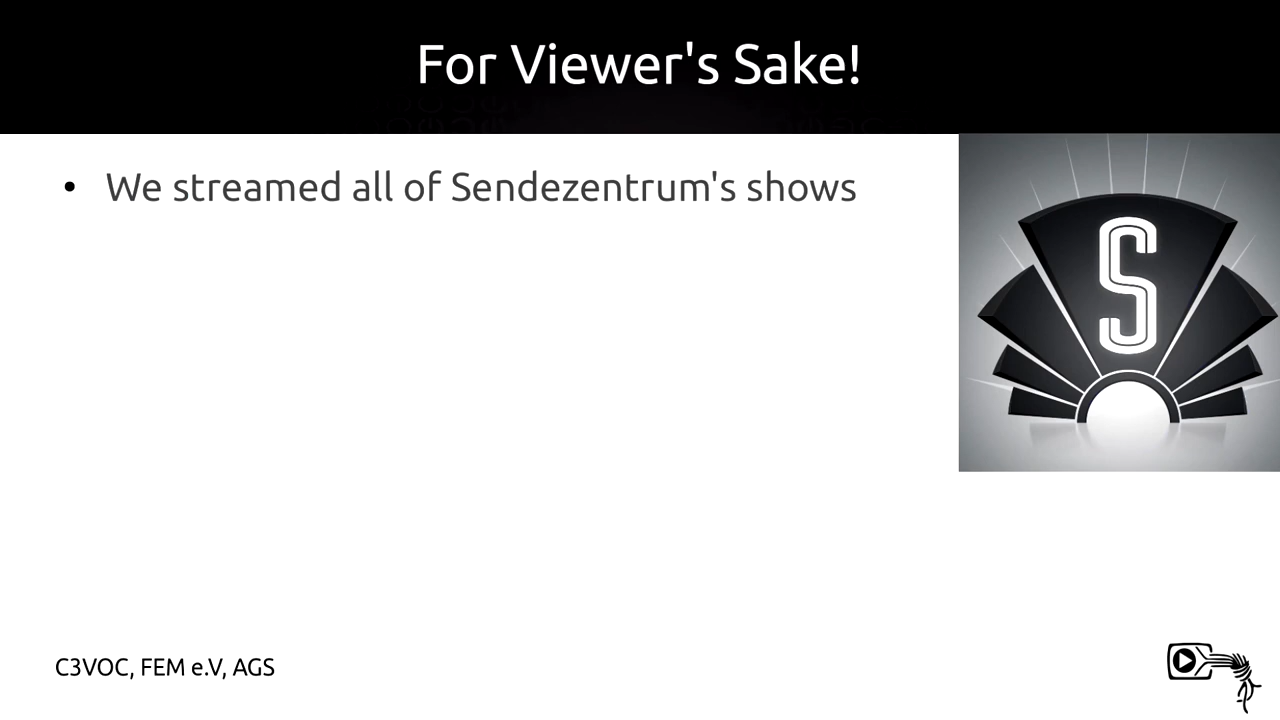 For Viewer's Sake!
• We streamed all of Sendezentrum's shows
S
C3VOC, FEM e.V, AGS